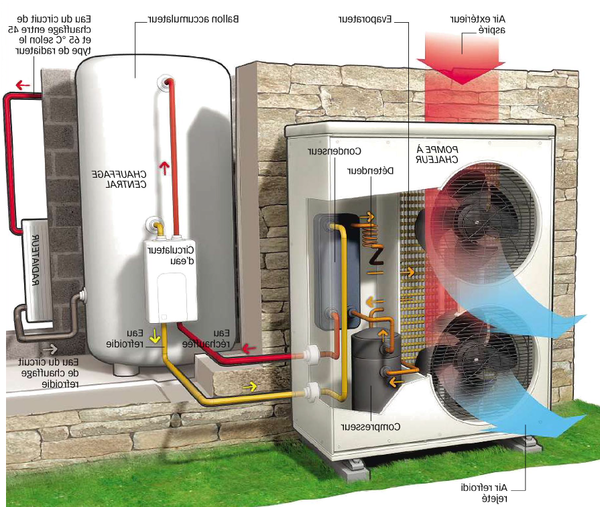 Eau du circuit de
chauffage entre 45
et 65 °C selon le
type de radiateur
Ballon accumulateur
Evaporateur
Air extérieur
aspiré
POMPE À
CHALEUR
Condenseur
Détendeur
CHAUFFAGE
CENTRAL
RADIATEUR
Circulateur
d'eau
Eau
refroidie
Eau
réchauffée
Eau du circuit
de chauffage
refroidie
Compresseur
Air refroidi
rejeté